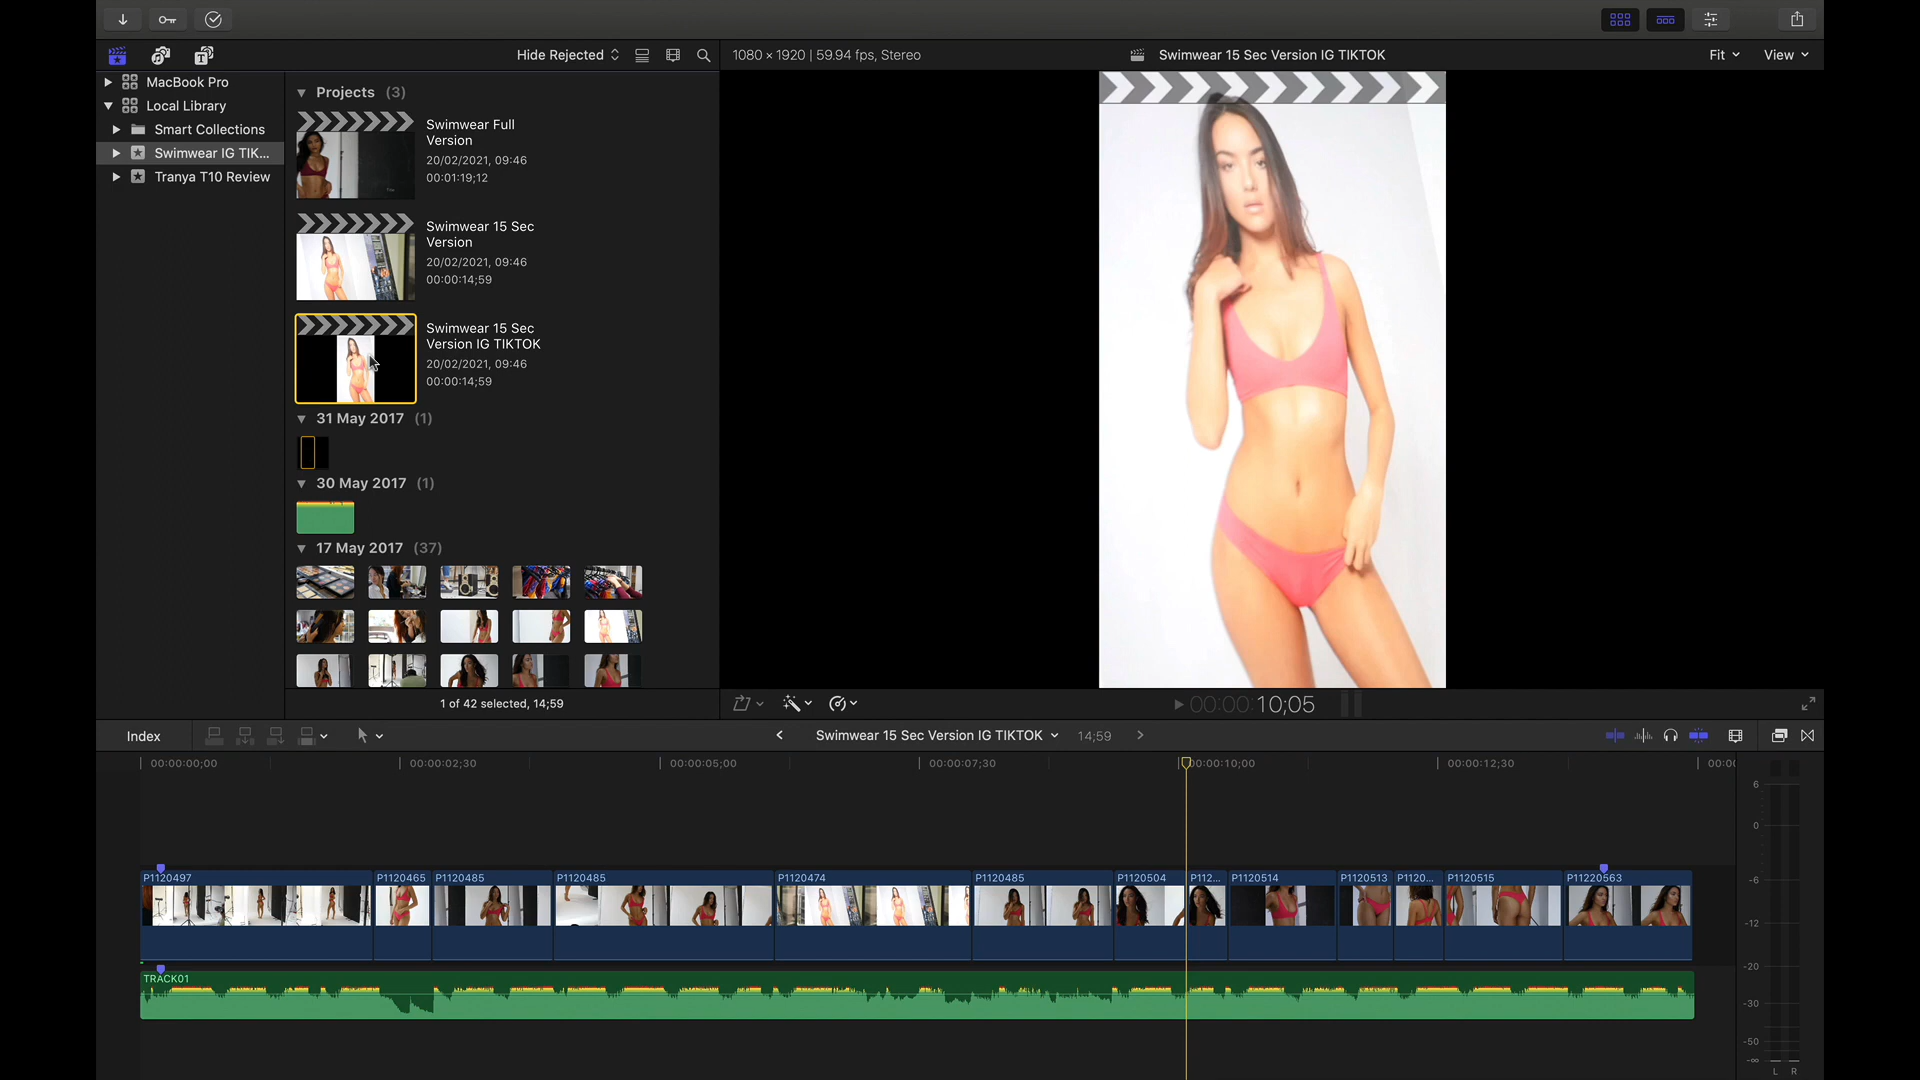 Hide Rejected
1080 × 1920 | 59.94 fps, Stereo
Swimwear 15 Sec Version IG TIKTOK
Fit
View
MacBook Pro
Local Library
Smart Collections
Swimwear IG TIK...
Tranya T10 Review
Projects (3)
Swimwear Full
Version
20/02/2021, 09:46
00:01:19;12
Swimwear 15 Sec
Version
20/02/2021, 09:46
00:00:14;59
Swimwear 15 Sec
Version IG TIKTOK
20/02/2021, 09:46
00:00:14;59
31 May 2017 (1)
30 May 2017 (1)
17 May 2017 (37)
1 of 42 selected, 14;59
00:00:10;05
Index
Swimwear 15 Sec Version IG TIKTOK
14;59
00:00:00;00
00:00:02;30
00:00:05;00
00:00:07;30
00:00:10;00
00:00:12;30
00:00
P1120497
P1120465
P1120485
P1120485
P1120474
P1120485
P1120504
P112...
P1120514
P1120513
P1120...
P1120515
P11220563
TRACK01
6
0
-6
-12
-20
-30
-50
-∞
L R